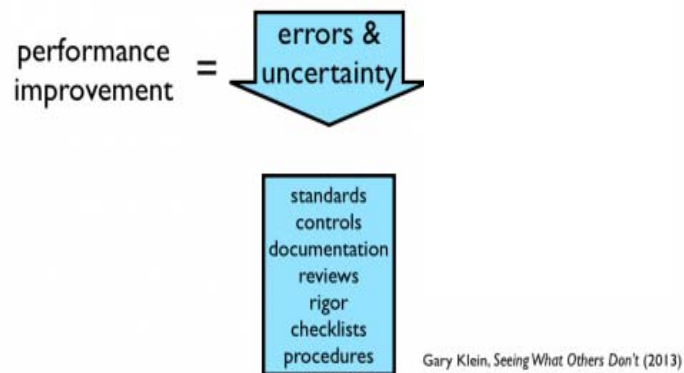 performance
improvement
=
errors &
uncertainty
standards
controls
documentation
reviews
rigor
checklists
procedures
Gary Klein, Seeing What Others Don't (2013)